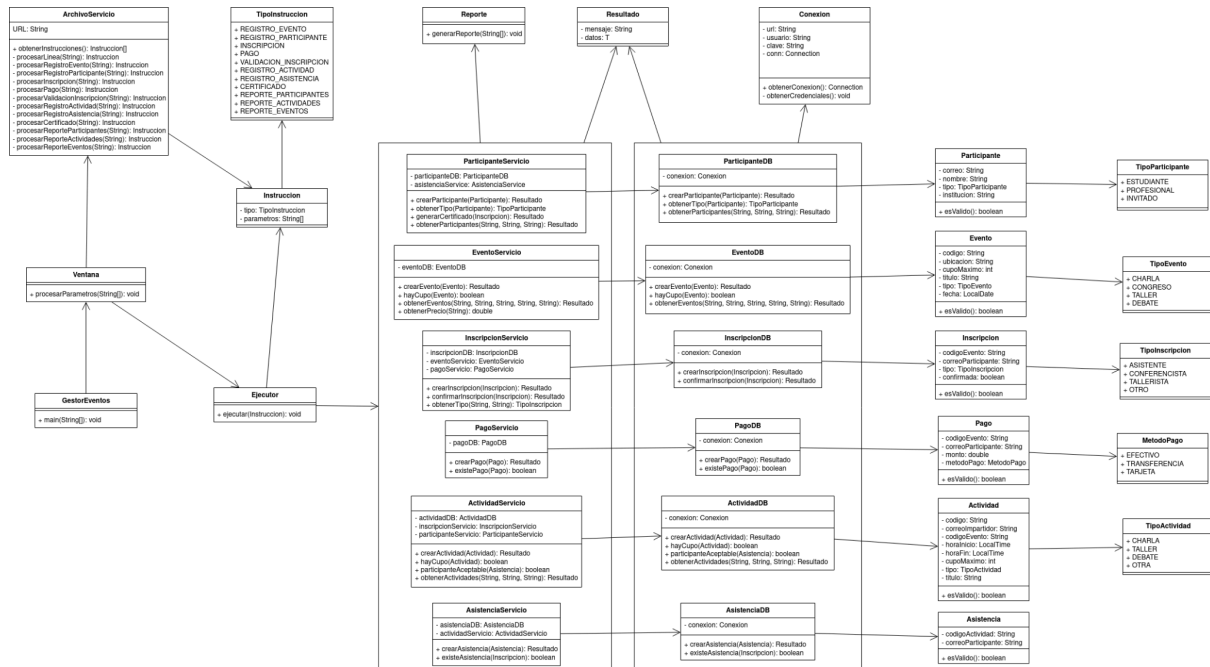 ArchivoServicio
URL: String
+ obtenerInstrucciones(): Instruccion[]
- procesarLinea(String): Instruccion
- procesarRegistroEvento(String): Instruccion
- procesarRegistroParticipante(String): Instruccion
- procesarInscripcion(String): Instruccion
- procesarPago(String): Instruccion
- procesarValidacionInscripcion(String): Instruccion
- procesarRegistroActividad(String): Instruccion
- procesarRegistroAsistencia(String): Instruccion
- procesarCertificado(String): Instruccion
- procesarReporteParticipantes(String): Instruccion
- procesarReporteActividades(String): Instruccion
- procesarReporteEventos(String): Instruccion
TipoInstruccion
+ REGISTRO_EVENTO
+ REGISTRO_PARTICIPANTE
+ INSCRIPCION
+ PAGO
+ VALIDACION_INSCRIPCION
+ REGISTRO_ACTIVIDAD
+ REGISTRO_ASISTENCIA
+ CERTIFICADO
+ REPORTE_PARTICIPANTES
+ REPORTE_ACTIVIDADES
+ REPORTE_EVENTOS
Reporte
+ generarReporte(String[]): void
Resultado
- mensaje: String
- datos: T
Conexion
- url: String
- usuario: String
- clave: String
- conn: Connection
+ obtenerConexion(): Connection
- obtenerCredenciales(): void
Instruccion
- tipo: TipoInstruccion
- parametros: String[]
Ventana
+ procesarParametros(String[]): void
GestorEventos
+ main(String[]): void
Ejecutor
+ ejecutar(Instruccion): void
ParticipanteServicio
- participanteDB: ParticipanteDB
- asistenciaService: AsistenciaService
+ crearParticipante(Participante): Resultado
+ obtenerTipo(Participante): TipoParticipante
+ generarCertificado(Inscripcion): Resultado
+ obtenerParticipantes(String, String, String): Resultado
ParticipanteDB
- conexion: Conexion
+ crearParticipante(Participante): Resultado
+ obtenerTipo(Participante): TipoParticipante
+ obtenerParticipantes(String, String, String): Resultado
Participante
- correo: String
- nombre: String
- tipo: TipoParticipante
- institucion: String
+ esValido(): boolean
TipoParticipante
+ ESTUDIANTE
+ PROFESIONAL
+ INVITADO
EventoServicio
- eventoDB: EventoDB
+ crearEvento(Evento): Resultado
+ hayCupo(Evento): boolean
+ obtenerEventos(String, String, String, String, String): Resultado
+ obtenerPrecio(String): double
EventoDB
- conexion: Conexion
+ crearEvento(Evento): Resultado
+ hayCupo(Evento): boolean
+ obtenerEventos(String, String, String, String, String): Resultado
Evento
- codigo: String
- ubicacion: String
- cupoMaximo: int
- titulo: String
- tipo: TipoEvento
- fecha: LocalDate
+ esValido(): boolean
TipoEvento
+ CHARLA
+ CONGRESO
+ TALLER
+ DEBATE
InscripcionServicio
- inscripcionDB: InscripcionDB
- eventoServicio: EventoServicio
- pagoServicio: PagoServicio
+ crearInscripcion(Inscripcion): Resultado
+ confirmarInscripcion(Inscripcion): Resultado
+ obtenerTipo(String, String): TipoInscripcion
InscripcionDB
- conexion: Conexion
+ crearInscripcion(Inscripcion): Resultado
+ confirmarInscripcion(Inscripcion): Resultado
Inscripcion
- codigoEvento: String
- correoParticipante: String
- tipo: TipoInscripcion
- confirmada: boolean
+ esValido(): boolean
TipoInscripcion
+ ASISTENTE
+ CONFERENCISTA
+ TALLERISTA
+ OTRO
PagoServicio
- pagoDB: PagoDB
+ crearPago(Pago): Resultado
+ existePago(Pago): boolean
PagoDB
- conexion: Conexion
+ crearPago(Pago): Resultado
+ existePago(Pago): boolean
Pago
- codigoEvento: String
- correoParticipante: String
- monto: double
- metodoPago: MetodoPago
+ esValido(): boolean
MetodoPago
+ EFECTIVO
+ TRANSFERENCIA
+ TARJETA
ActividadServicio
- actividadDB: ActividadDB
- inscripcionServicio: InscripcionServicio
- participanteServicio: ParticipanteServicio
+ crearActividad(Actividad): Resultado
+ hayCupo(Actividad): boolean
+ participanteAceptable(Asistencia): boolean
+ obtenerActividades(String, String, String): Resultado
ActividadDB
- conexion: Conexion
+ crearActividad(Actividad): Resultado
+ hayCupo(Actividad): boolean
+ participanteAceptable(Asistencia): boolean
+ obtenerActividades(String, String, String): Resultado
Actividad
- codigo: String
- correoImpartidor: String
- codigoEvento: String
- horaInicio: LocalTime
- horaFin: LocalTime
- cupoMaximo: int
- tipo: TipoActividad
- titulo: String
+ esValido(): boolean
TipoActividad
+ CHARLA
+ TALLER
+ DEBATE
+ OTRA
AsistenciaServicio
- asistenciaDB: AsistenciaDB
- actividadServicio: ActividadServicio
+ crearAsistencia(Asistencia): Resultado
+ existeAsistencia(Inscripcion): boolean
AsistenciaDB
- conexion: Conexion
+ crearAsistencia(Asistencia): Resultado
+ existeAsistencia(Inscripcion): boolean
Asistencia
- codigoActividad: String
- correoParticipante: String
+ esValido(): boolean